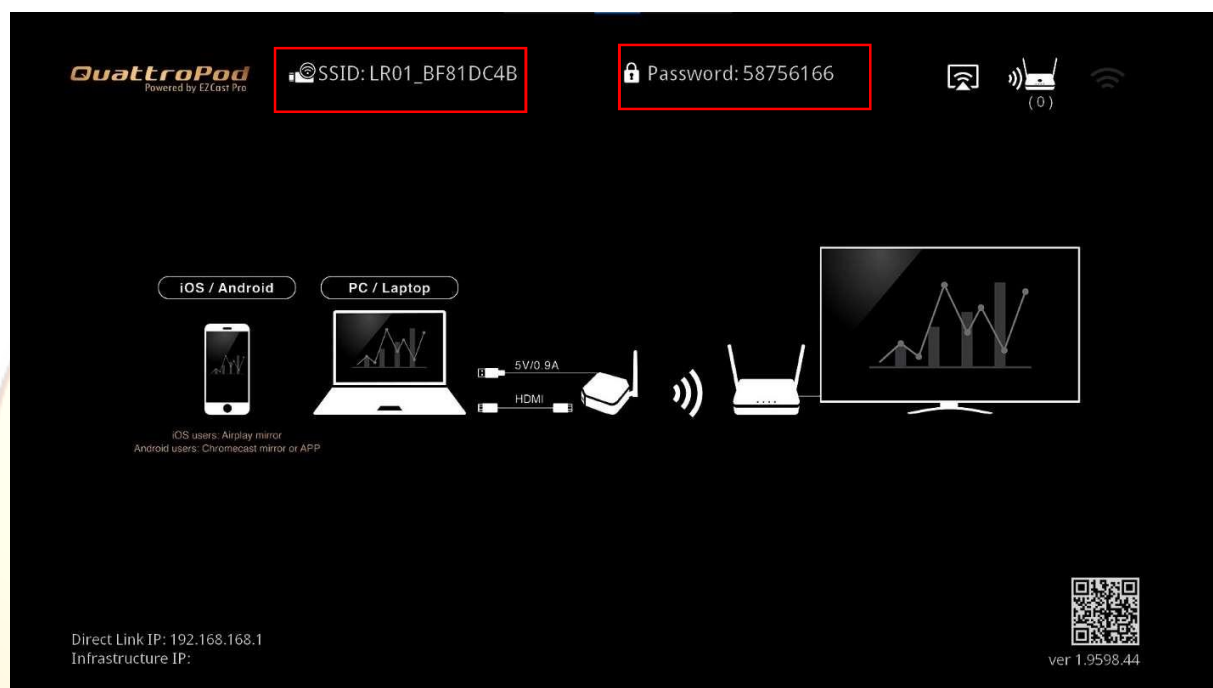 QuattroPod
Powered by EZCast Pro
SSID: LR01_BF81DC4B
Password: 58756166
(0)
iOS / Android
PC / Laptop
5V/0.9A
HDMI
iOS users: Airplay mirror
Android users: Chromecast mirror or APP
Direct Link IP: 192.168.168.1
Infrastructure IP:
ver 1.9598.44